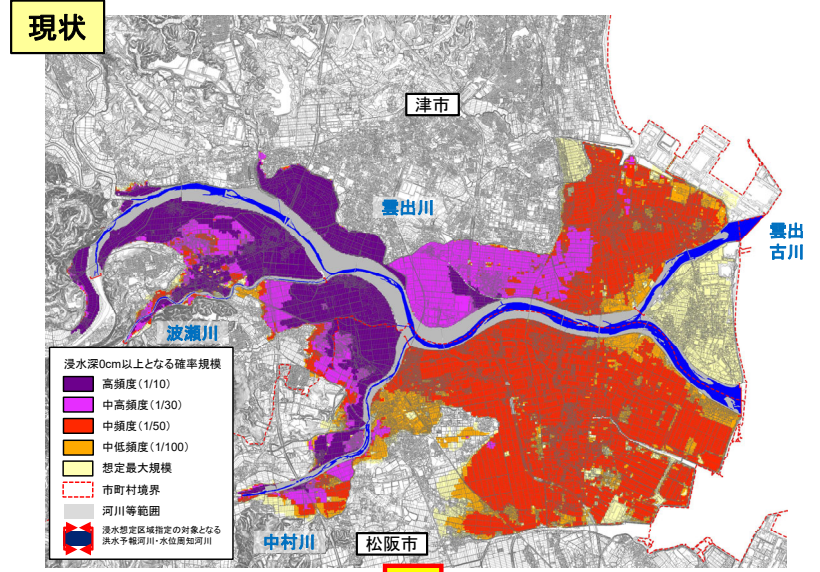 現状
津市
雲出川
雲出
古川
波瀬川
浸水深0cm以上となる確率規模
高頻度(1/10)
中高頻度(1/30)
中頻度(1/50)
中低頻度(1/100)
想定最大規模
市町村境界
河川等範囲
浸水想定区域指定の対象となる
洪水予報河川・水位周知河川
中村川
松阪市